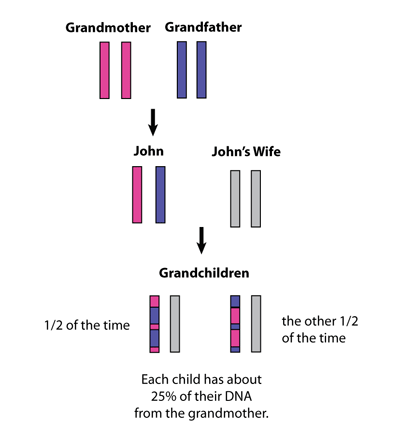 Grandmother Grandfather
John John's Wife
Grandchildren
1/2 of the time
the other 1/2
of the time
Each child has about
25% of their DNA
from the grandmother.